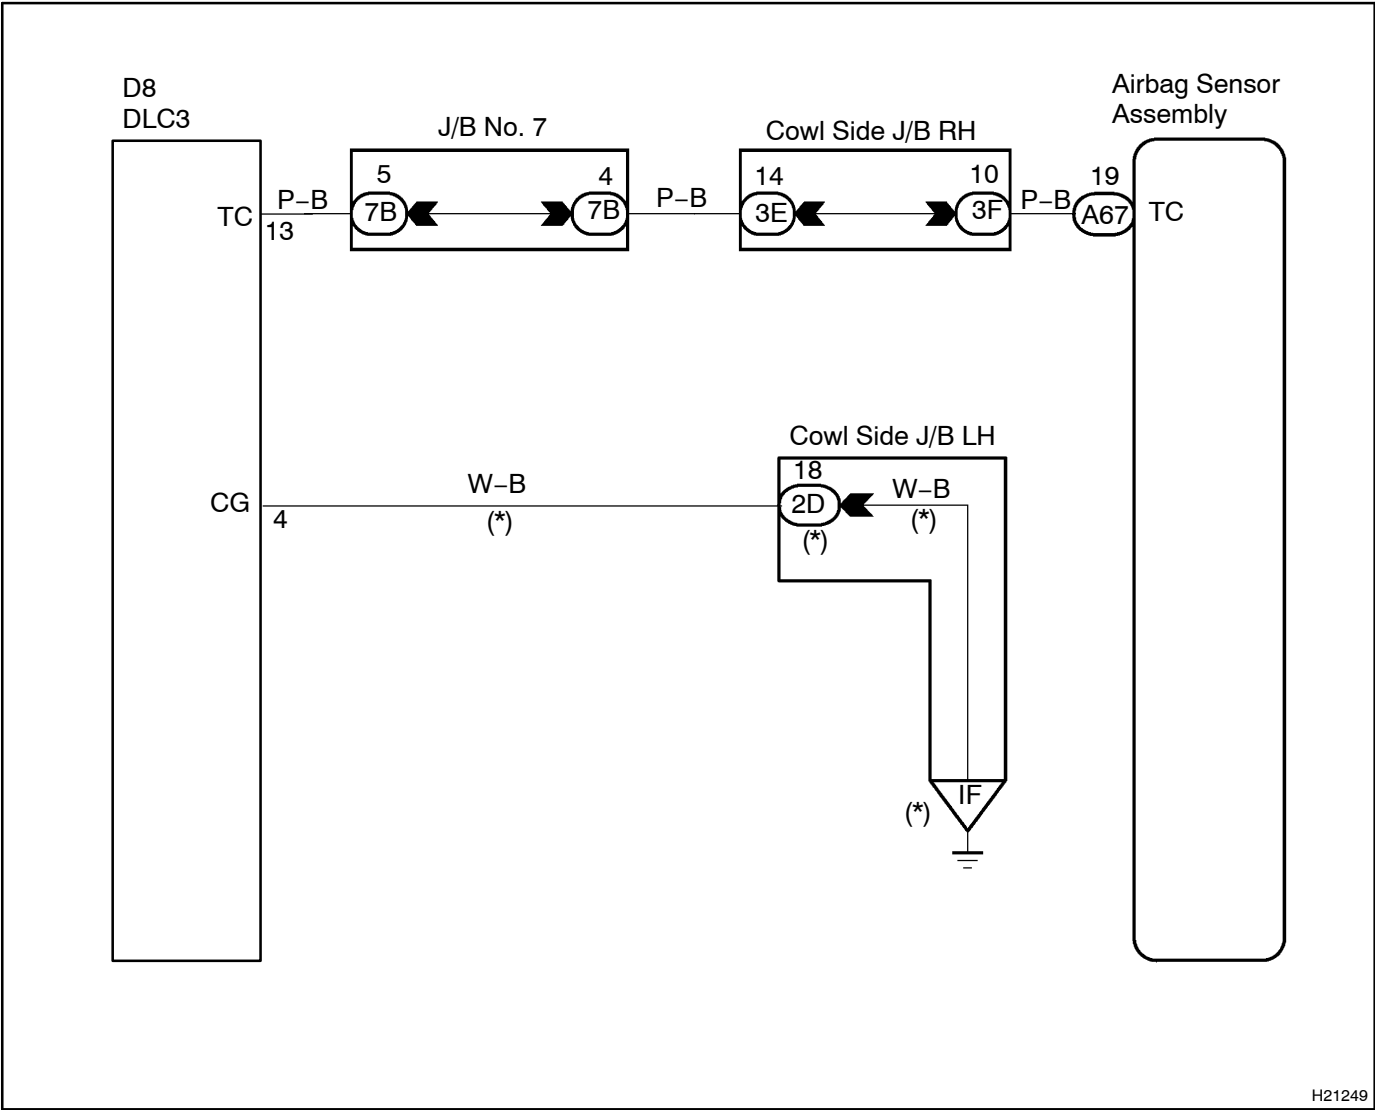 D8
DLC3
J/B No. 7
Cowl Side J/B RH
Airbag Sensor
Assembly
TC
13
P−B
5
7B
4
7B
P−B
14
3E
10
3F
P−B
19
A67
TC
Cowl Side J/B LH
CG
4
W−B
(*)
18
2D
(*)
W−B
(*)
(*)
IF
H21249